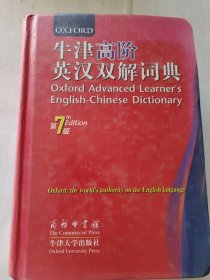 OXFORD
牛津高阶
英汉双解词典
Oxford Advanced Learner's
English-Chinese Dictionary
第7版 th Edition
Oxford: the world's authority on the English language
商务印书馆
The Commercial Press
牛津大学出版社
Oxford University Press